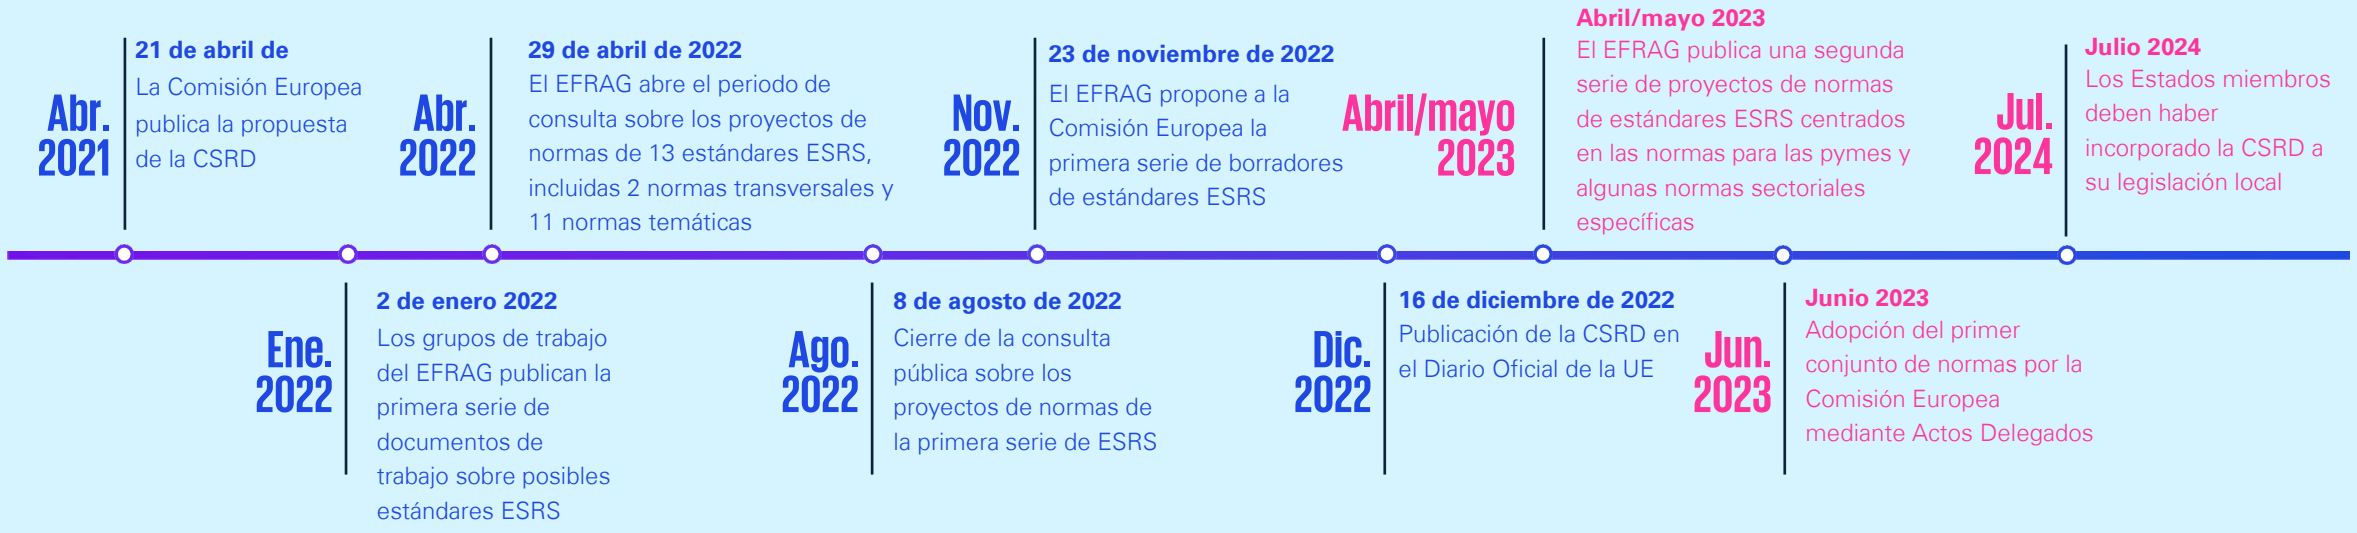 Abr.
2021
21 de abril de
La Comisión Europea
publica la propuesta
de la CSRD
Ene.
2022
2 de enero 2022
Los grupos de trabajo
del EFRAG publican la
primera serie de
documentos de
trabajo sobre posibles
estándares ESRS
Abr.
2022
29 de abril de 2022
El EFRAG abre el periodo de
consulta sobre los proyectos de
normas de 13 estándares ESRS,
incluidas 2 normas transversales y
11 normas temáticas
Ago.
2022
8 de agosto de 2022
Cierre de la consulta
pública sobre los
proyectos de normas de
la primera serie de ESRS
Nov.
2022
23 de noviembre de 2022
El EFRAG propone a la
Comisión Europea la
primera serie de borradores
de estándares ESRS
Dic.
2022
16 de diciembre de 2022
Publicación de la CSRD en
el Diario Oficial de la UE
Abril/mayo
2023
Abril/mayo 2023
El EFRAG publica una segunda
serie de proyectos de normas
de estándares ESRS centrados
en las normas para las pymes y
algunas normas sectoriales
específicas
Jun.
2023
Junio 2023
Adopción del primer
conjunto de normas por la
Comisión Europea
mediante Actos Delegados
Jul.
2024
Julio 2024
Los Estados miembros
deben haber
incorporado la CSRD a
su legislación local